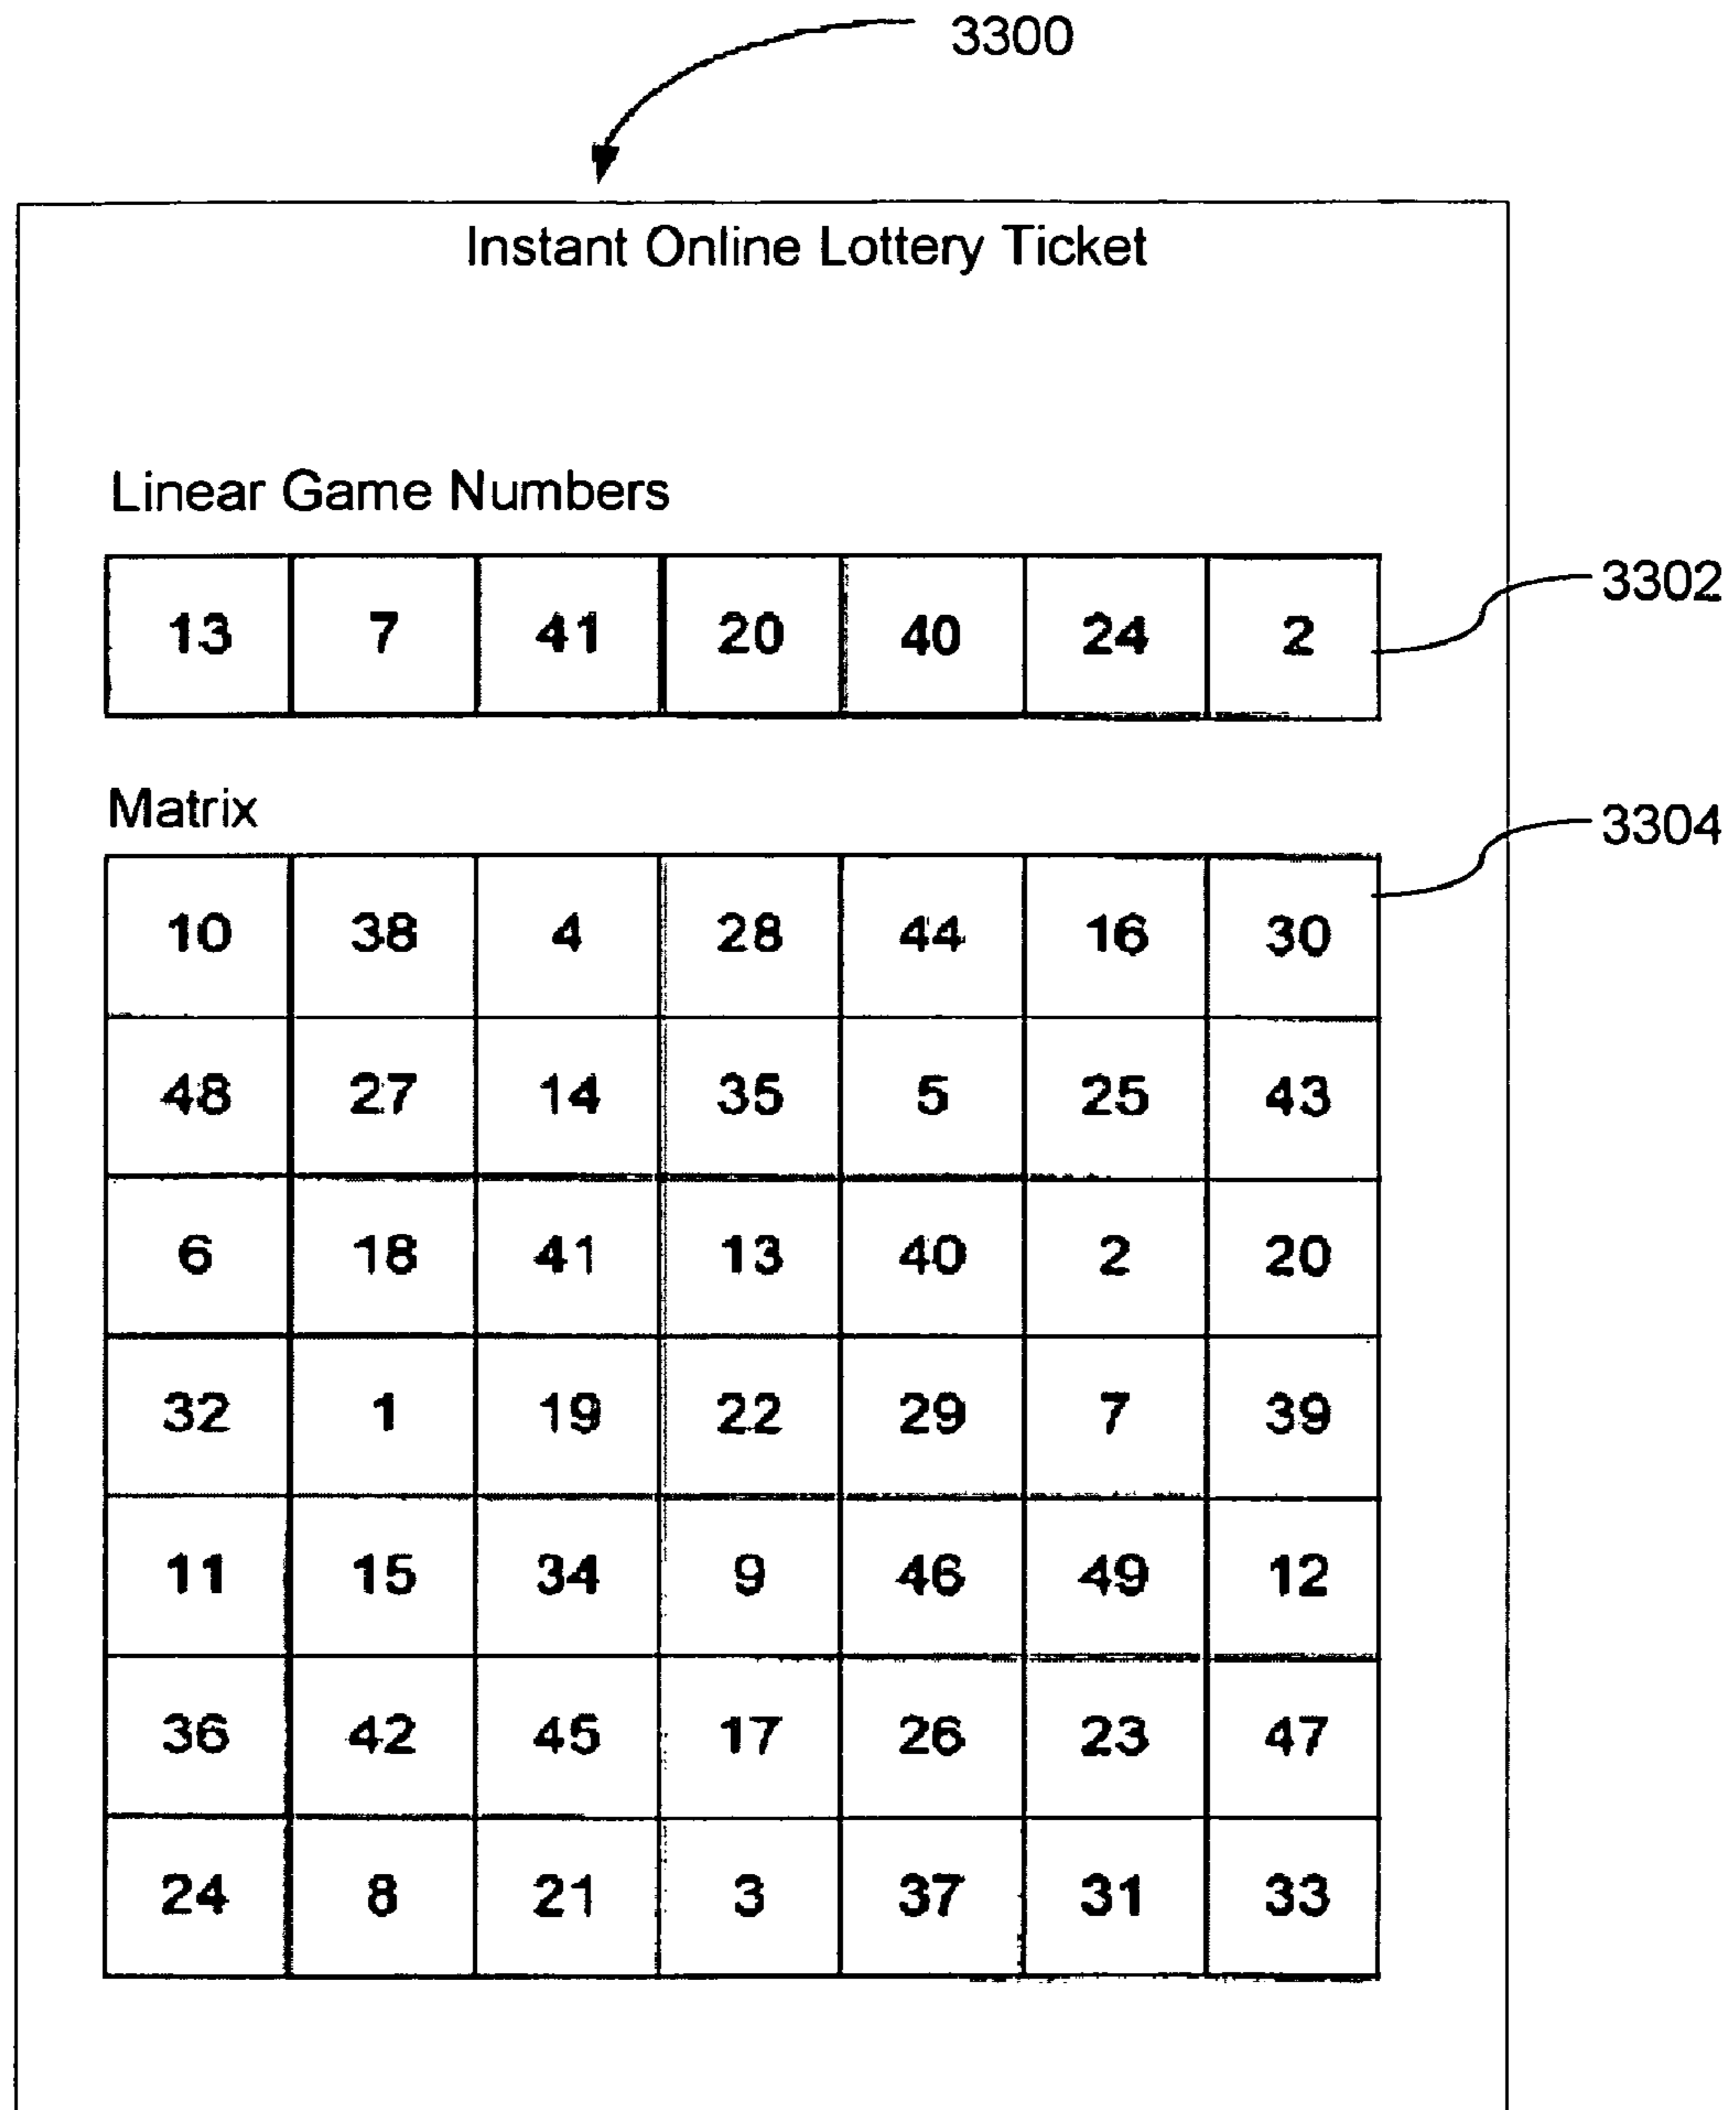 3300
Instant Online Lottery Ticket
Linear Game Numbers
13 7 41 20 40 24 2
3302
Matrix
3304
10 38 4 28 44 16 30
48 27 14 35 5 25 43
6 18 41 13 40 2 20
32 1 19 22 29 7 39
11 15 34 9 46 49 12
36 42 45 17 26 23 47
24 8 21 3 37 31 33